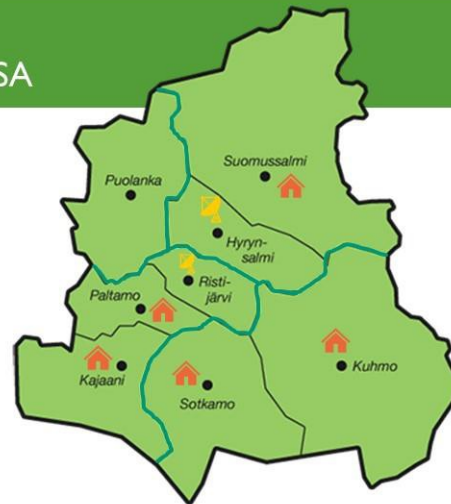 SA
Suomussalmi
Puolanka
Hyryn-
salmi
Risti-
järvi
Paltamo
Kajaani
Sotkamo
Kuhmo